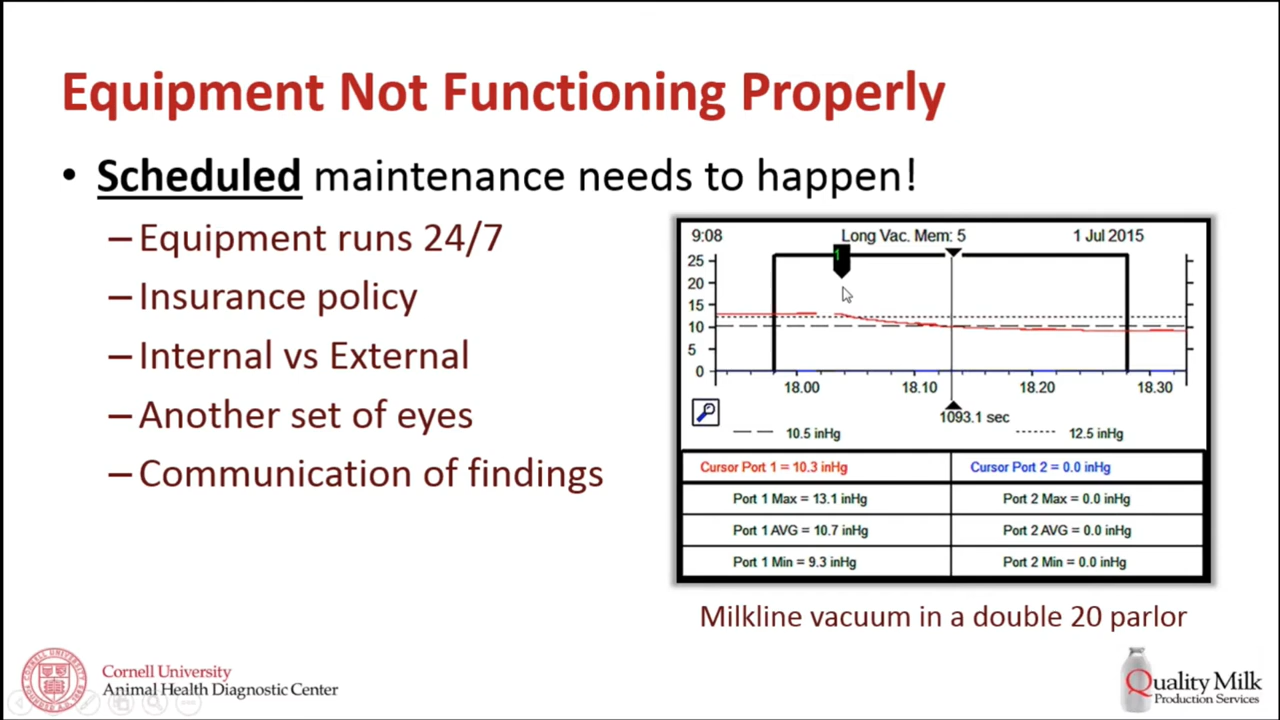 Equipment Not Functioning Properly
• Scheduled maintenance needs to happen!
– Equipment runs 24/7
– Insurance policy
– Internal vs External
– Another set of eyes
– Communication of findings
9:08 Long Vac. Mem: 5 1 Jul 2015
1
25
20
15
10
5
0
18.00 18.10 18.20 18.30
1093.1 sec
10.5 inHg 12.5 inHg
Cursor Port 1 = 10.3 inHg Cursor Port 2 = 0.0 inHg
Port 1 Max = 13.1 inHg Port 2 Max = 0.0 inHg
Port 1 AVG = 10.7 inHg Port 2 AVG = 0.0 inHg
Port 1 Min = 9.3 inHg Port 2 Min = 0.0 inHg
Milkline vacuum in a double 20 parlor
Cornell University
Animal Health Diagnostic Center
Quality Milk
Production Services